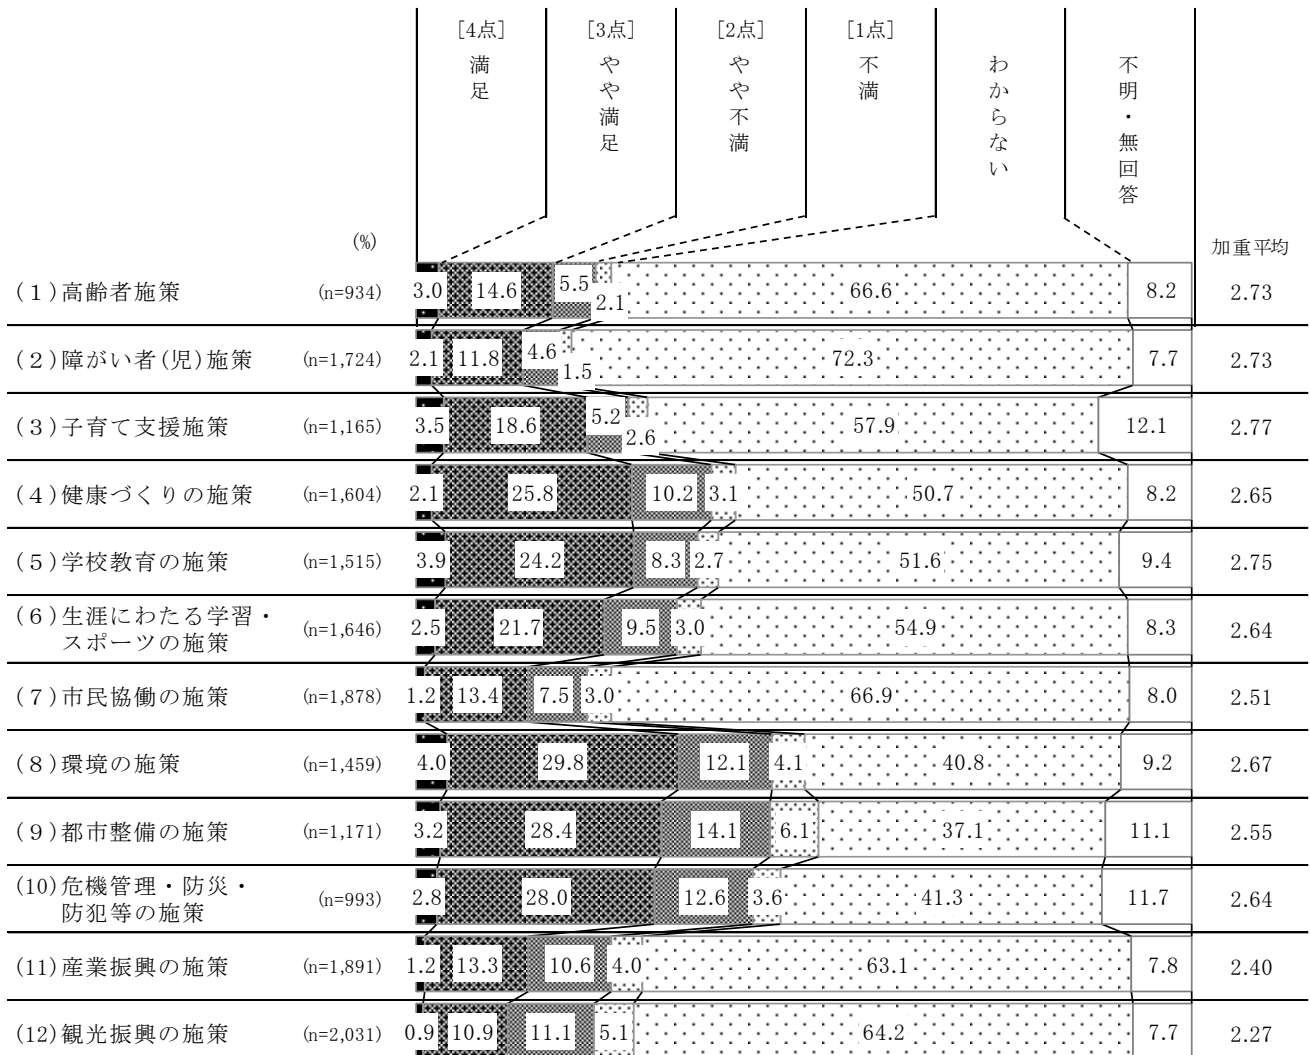 ［4点］ ［3点］ ［2点］ ［1点］
満足 やや満足 やや不満 不満 わからない 不明・無回答
(%) 加重平均
(１)高齢者施策 (n=934) 3.0 14.6 5.5 2.1 66.6 8.2 2.73
(２)障がい者(児)施策 (n=1,724) 2.1 11.8 4.6 1.5 72.3 7.7 2.73
(３)子育て支援施策 (n=1,165) 3.5 18.6 5.2 2.6 57.9 12.1 2.77
(４)健康づくりの施策 (n=1,604) 2.1 25.8 10.2 3.1 50.7 8.2 2.65
(５)学校教育の施策 (n=1,515) 3.9 24.2 8.3 2.7 51.6 9.4 2.75
(６)生涯にわたる学習・
スポーツの施策 (n=1,646) 2.5 21.7 9.5 3.0 54.9 8.3 2.64
(７)市民協働の施策 (n=1,878) 1.2 13.4 7.5 3.0 66.9 8.0 2.51
(８)環境の施策 (n=1,459) 4.0 29.8 12.1 4.1 40.8 9.2 2.67
(９)都市整備の施策 (n=1,171) 3.2 28.4 14.1 6.1 37.1 11.1 2.55
(10)危機管理・防災・
防犯等の施策 (n=993) 2.8 28.0 12.6 3.6 41.3 11.7 2.64
(11)産業振興の施策 (n=1,891) 1.2 13.3 10.6 4.0 63.1 7.8 2.40
(12)観光振興の施策 (n=2,031) 0.9 10.9 11.1 5.1 64.2 7.7 2.27